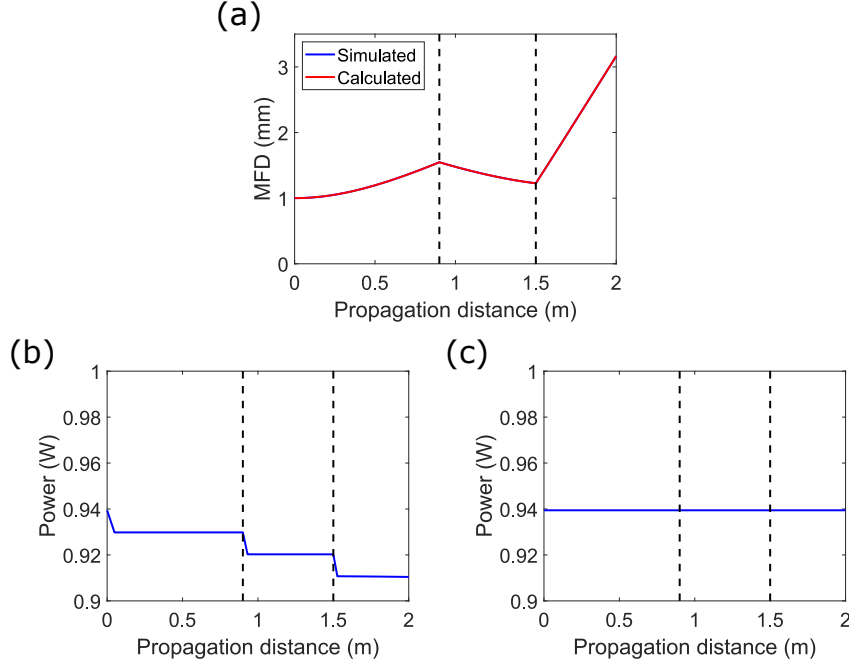 (a)
3
2
1
0
MFD (mm)
Simulated
Calculated
0 0.5 1 1.5 2
Propagation distance (m)
(b)
1
0.98
0.96
0.94
0.92
0.9
Power (W)
0 0.5 1 1.5 2
Propagation distance (m)
(c)
1
0.98
0.96
0.94
0.92
0.9
Power (W)
0 0.5 1 1.5 2
Propagation distance (m)